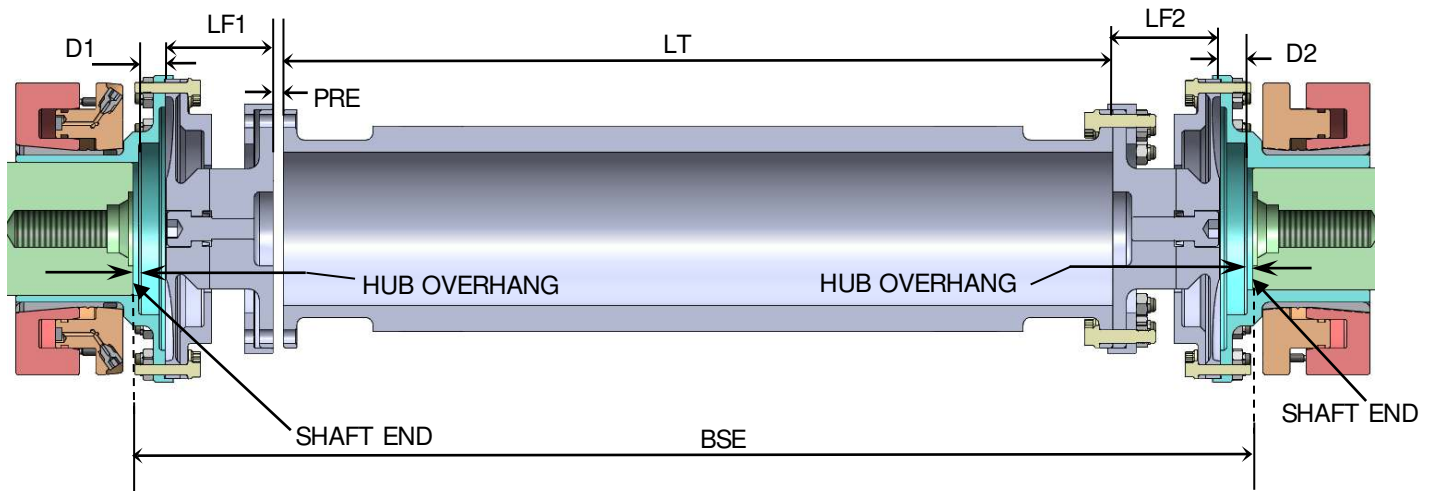 LF1
LF2
D1
LT
D2
PRE
HUB OVERHANG
HUB OVERHANG
SHAFT END
SHAFT END
BSE